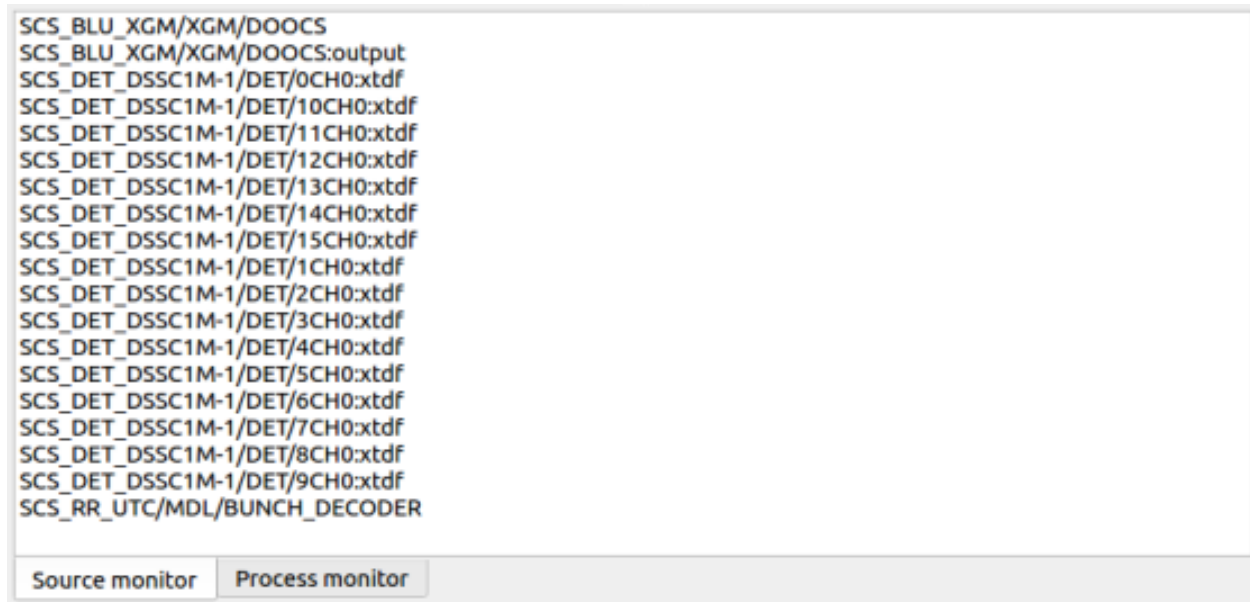 SCS_BLU_XGM/XGM/DOOCS
SCS_BLU_XGM/XGM/DOOCS:output
SCS_DET_DSSC1M-1/DET/0CH0:xtdf
SCS_DET_DSSC1M-1/DET/10CH0:xtdf
SCS_DET_DSSC1M-1/DET/11CH0:xtdf
SCS_DET_DSSC1M-1/DET/12CH0:xtdf
SCS_DET_DSSC1M-1/DET/13CH0:xtdf
SCS_DET_DSSC1M-1/DET/14CH0:xtdf
SCS_DET_DSSC1M-1/DET/15CH0:xtdf
SCS_DET_DSSC1M-1/DET/1CH0:xtdf
SCS_DET_DSSC1M-1/DET/2CH0:xtdf
SCS_DET_DSSC1M-1/DET/3CH0:xtdf
SCS_DET_DSSC1M-1/DET/4CH0:xtdf
SCS_DET_DSSC1M-1/DET/5CH0:xtdf
SCS_DET_DSSC1M-1/DET/6CH0:xtdf
SCS_DET_DSSC1M-1/DET/7CH0:xtdf
SCS_DET_DSSC1M-1/DET/8CH0:xtdf
SCS_DET_DSSC1M-1/DET/9CH0:xtdf
SCS_RR_UTC/MDL/BUNCH_DECODER
Source monitor Process monitor